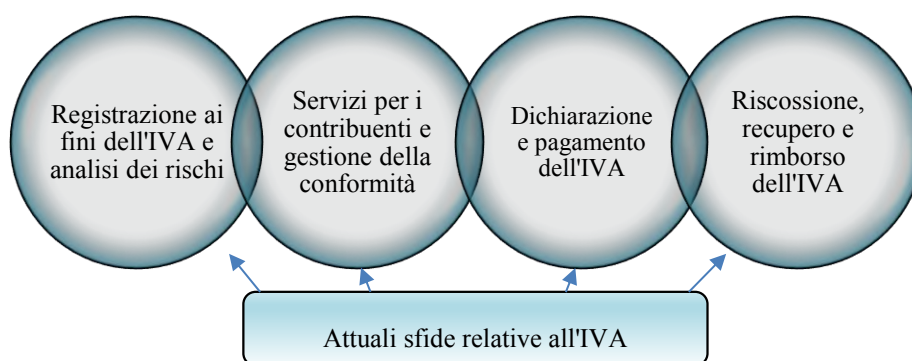 Registrazione ai
fini dell'IVA e
analisi dei rischi
Servizi per i
contribuenti e
gestione della
conformità
Dichiarazione
e pagamento
dell'IVA
Riscossione,
recupero e
rimborso
dell'IVA
Attuali sfide relative all'IVA